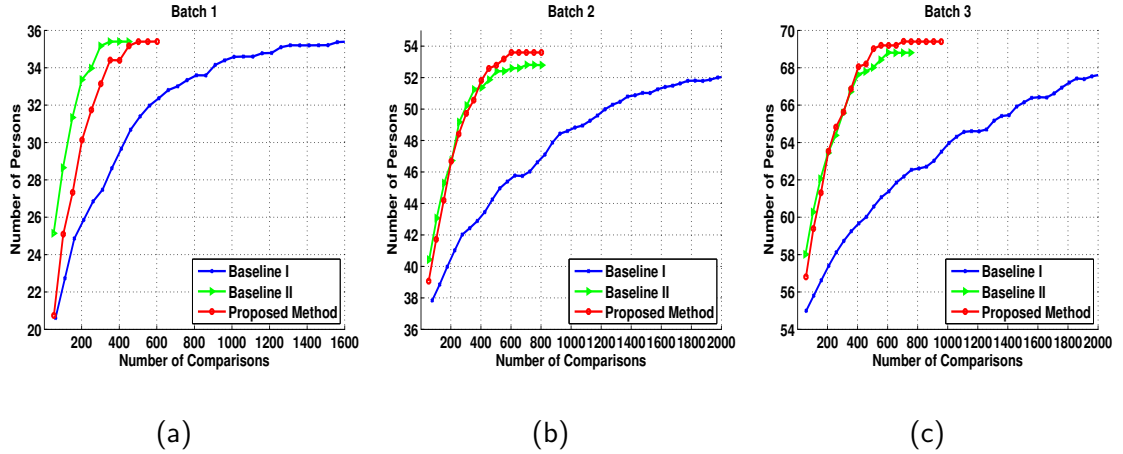 Batch 1
36
34
32
30
28
26
24
22
20
Number of Persons
200 400 600 800 1000 1200 1400 1600
Number of Comparisons
Baseline I
Baseline II
Proposed Method
(a)
Batch 2
54
52
50
48
46
44
42
40
38
36
Number of Persons
200 400 600 800 1000 1200 1400 1600 1800 2000
Number of Comparisons
Baseline I
Baseline II
Proposed Method
(b)
Batch 3
70
68
66
64
62
60
58
56
54
Number of Persons
200 400 600 800 1000 1200 1400 1600 1800 2000
Number of Comparisons
Baseline I
Baseline II
Proposed Method
(c)